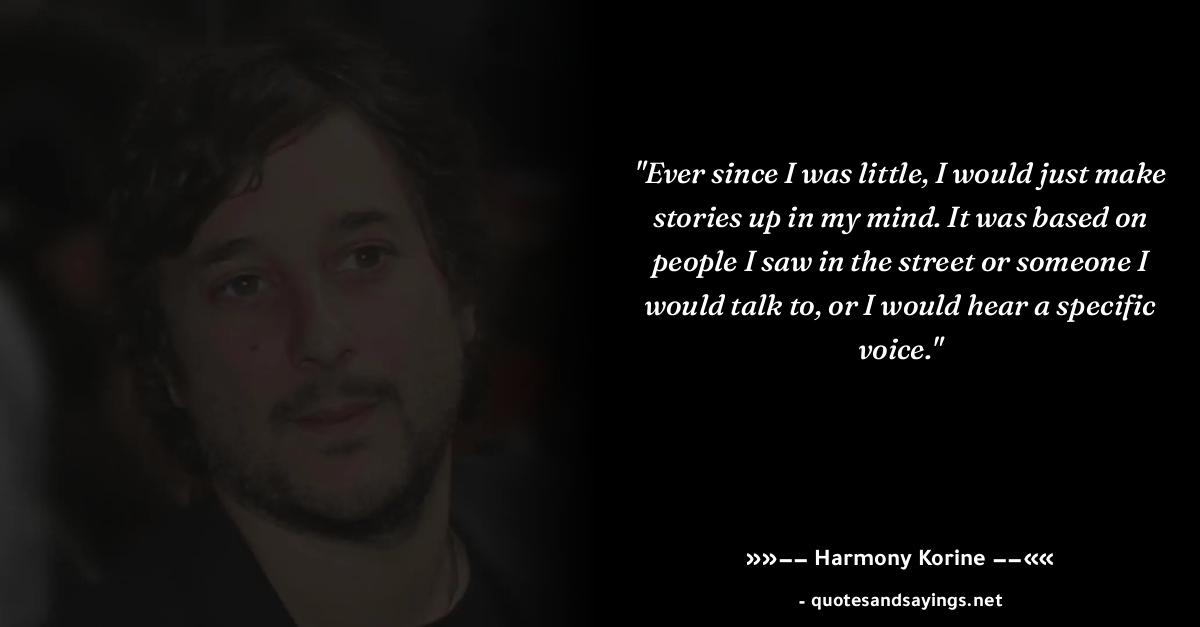 "Ever since I was little, I would just make
stories up in my mind. It was based on
people I saw in the street or someone I
would talk to, or I would hear a specific
voice."
»»−− Harmony Korine −−««
- quotesandsayings.net